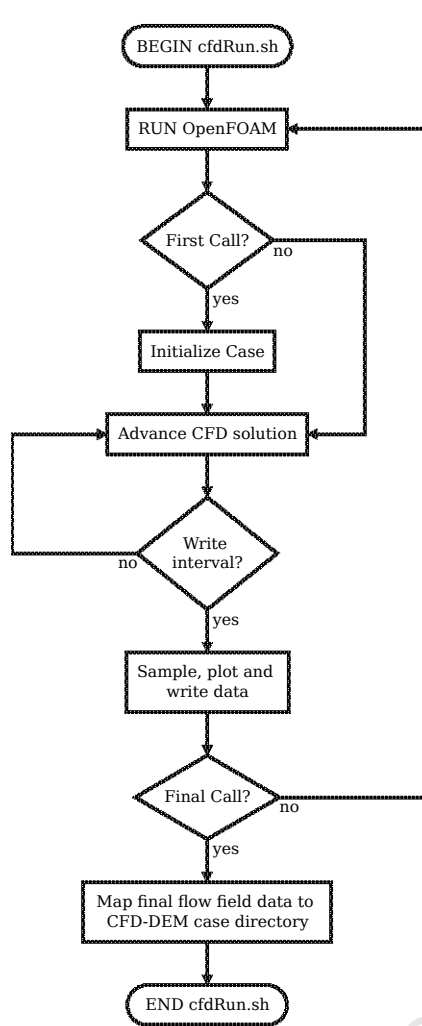 BEGIN cfdRun.sh
RUN OpenFOAM
First Call?
no
yes
Initialize Case
Advance CFD solution
Write
interval?
no
yes
Sample, plot and
write data
Final Call?
no
yes
Map final flow field data to
CFD-DEM case directory
END cfdRun.sh